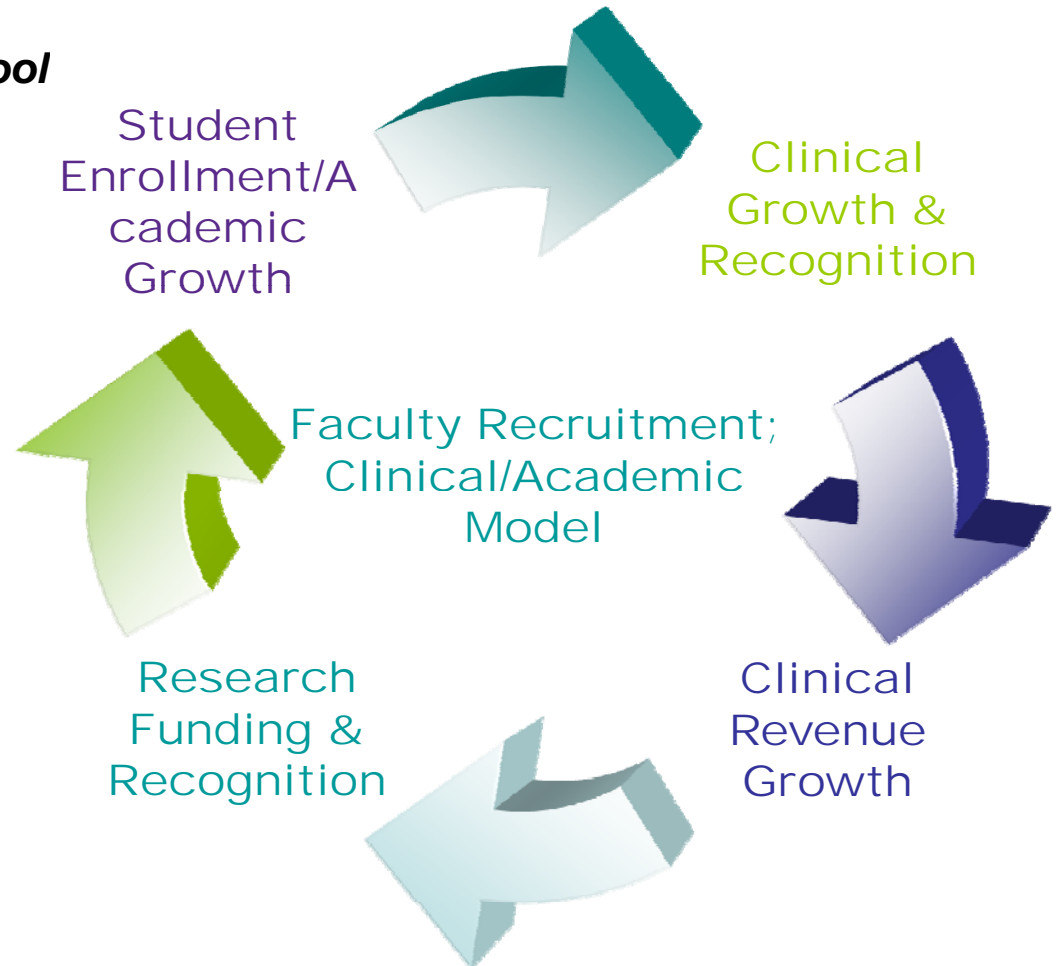 ool
Student
Enrollment/A
cademic
Growth
Clinical
Growth &
Recognition
Faculty Recruitment;
Clinical/Academic
Model
Research
Funding &
Recognition
Clinical
Revenue
Growth